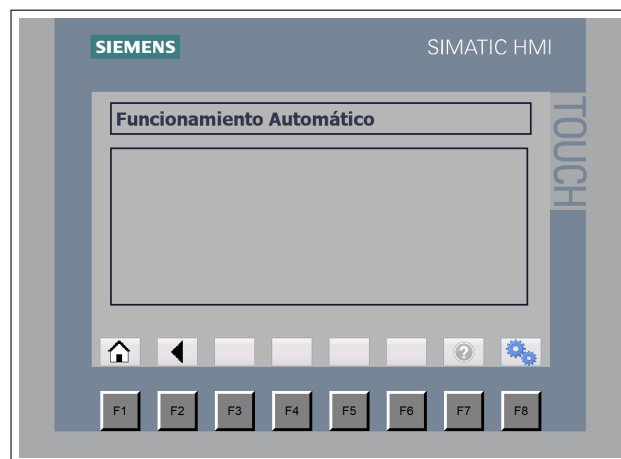 SIEMENS
SIMATIC HMI
TOUCH
Funcionamiento Automático
?
F1 F2 F3 F4 F5 F6 F7 F8